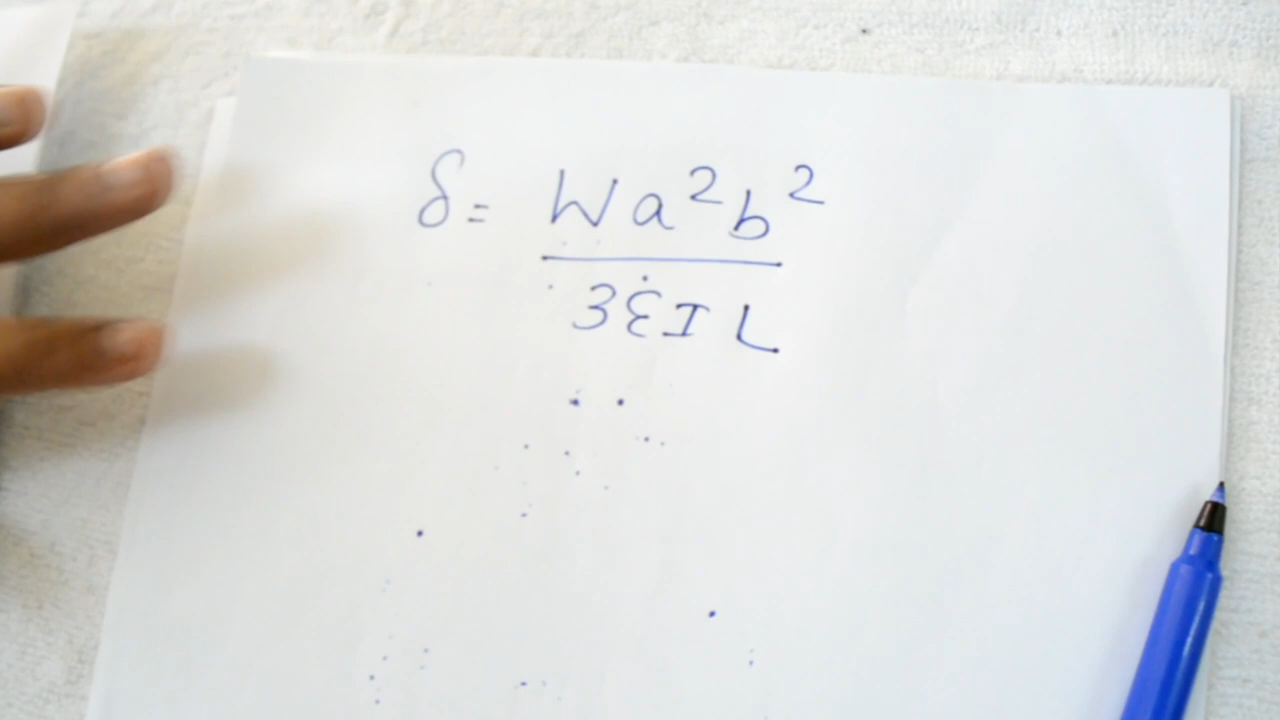 δ = Wa²b²
3EIL